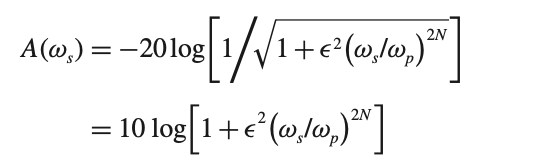 A(ω_s) = −20 log[1/√(1 + ϵ²(ω_s/ω_p)^{2N})]
= 10 log[1 + ϵ²(ω_s/ω_p)^{2N}]